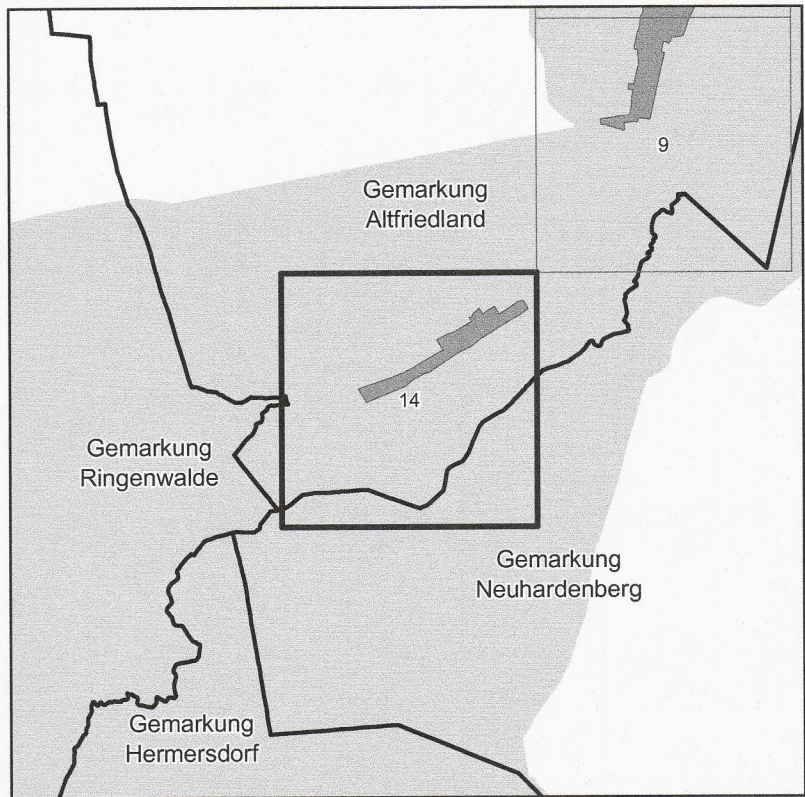 9
Gemarkung
Altfriedland
14
Gemarkung
Ringenwalde
Gemarkung
Neuhardenberg
Gemarkung
Hermersdorf